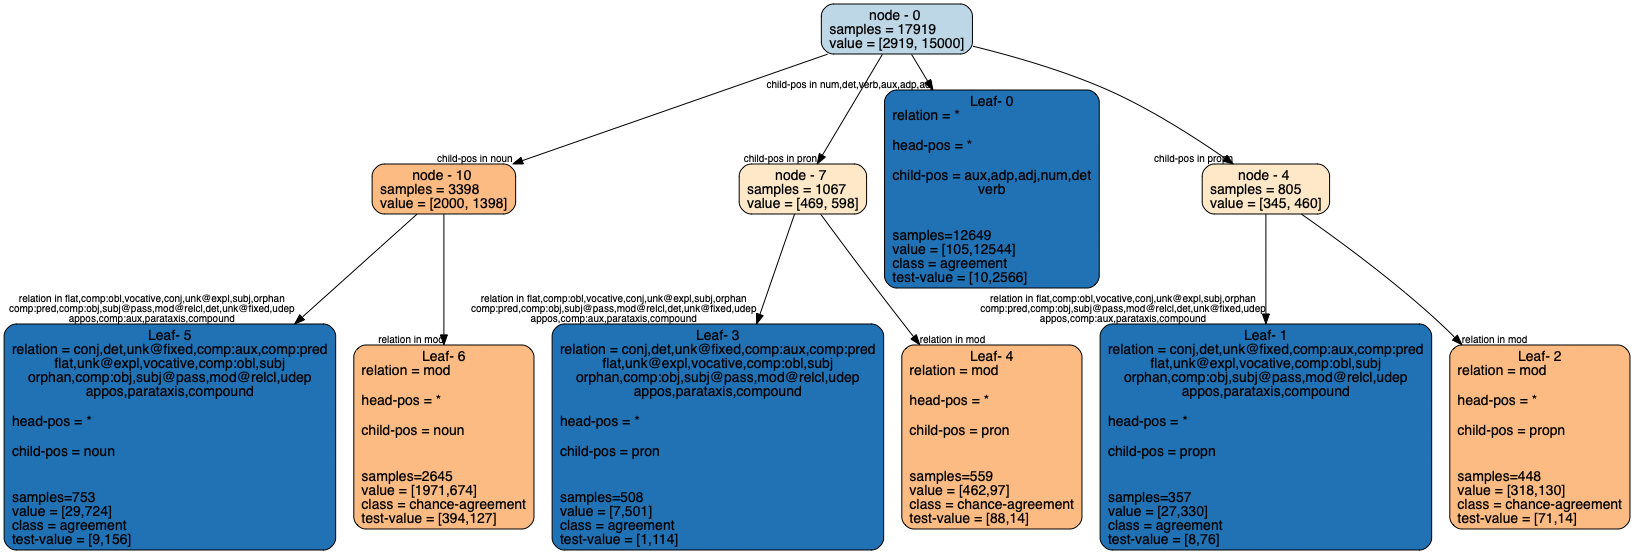 node - 0
samples = 17919
value = [2919, 15000]
child-pos in num,det,verb,aux,adp,adj
Leaf- 0
relation = *
head-pos = *
child-pos = aux,adp,adj,num,det
verb
samples=12649
value = [105,12544]
class = agreement
test-value = [10,2566]
child-pos in noun
node - 10
samples = 3398
value = [2000, 1398]
child-pos in pron
node - 7
samples = 1067
value = [469, 598]
child-pos in propn
node - 4
samples = 805
value = [345, 460]
relation in flat,comp:obl,vocative,conj,unk@expl,subj,orphan
comp:pred,comp:obj,subj@pass,mod@relcl,det,unk@fixed,udep
appos,comp:aux,parataxis,compound
Leaf- 5
relation = conj,det,unk@fixed,comp:aux,comp:pred
flat,unk@expl,vocative,comp:obl,subj
orphan,comp:obj,subj@pass,mod@relcl,udep
appos,parataxis,compound
head-pos = *
child-pos = noun
samples=753
value = [29,724]
class = agreement
test-value = [9,156]
relation in mod
Leaf- 6
relation = mod
head-pos = *
child-pos = noun
samples=2645
value = [1971,674]
class = chance-agreement
test-value = [394,127]
relation in flat,comp:obl,vocative,conj,unk@expl,subj,orphan
comp:pred,comp:obj,subj@pass,mod@relcl,det,unk@fixed,udep
appos,comp:aux,parataxis,compound
Leaf- 3
relation = conj,det,unk@fixed,comp:aux,comp:pred
flat,unk@expl,vocative,comp:obl,subj
orphan,comp:obj,subj@pass,mod@relcl,udep
appos,parataxis,compound
head-pos = *
child-pos = pron
samples=508
value = [7,501]
class = agreement
test-value = [1,114]
relation in mod
Leaf- 4
relation = mod
head-pos = *
child-pos = pron
samples=559
value = [462,97]
class = chance-agreement
test-value = [88,14]
relation in flat,comp:obl,vocative,conj,unk@expl,subj,orphan
comp:pred,comp:obj,subj@pass,mod@relcl,det,unk@fixed,udep
appos,comp:aux,parataxis,compound
Leaf- 1
relation = conj,det,unk@fixed,comp:aux,comp:pred
flat,unk@expl,vocative,comp:obl,subj
orphan,comp:obj,subj@pass,mod@relcl,udep
appos,parataxis,compound
head-pos = *
child-pos = propn
samples=357
value = [27,330]
class = agreement
test-value = [8,76]
relation in mod
Leaf- 2
relation = mod
head-pos = *
child-pos = propn
samples=448
value = [318,130]
class = chance-agreement
test-value = [71,14]